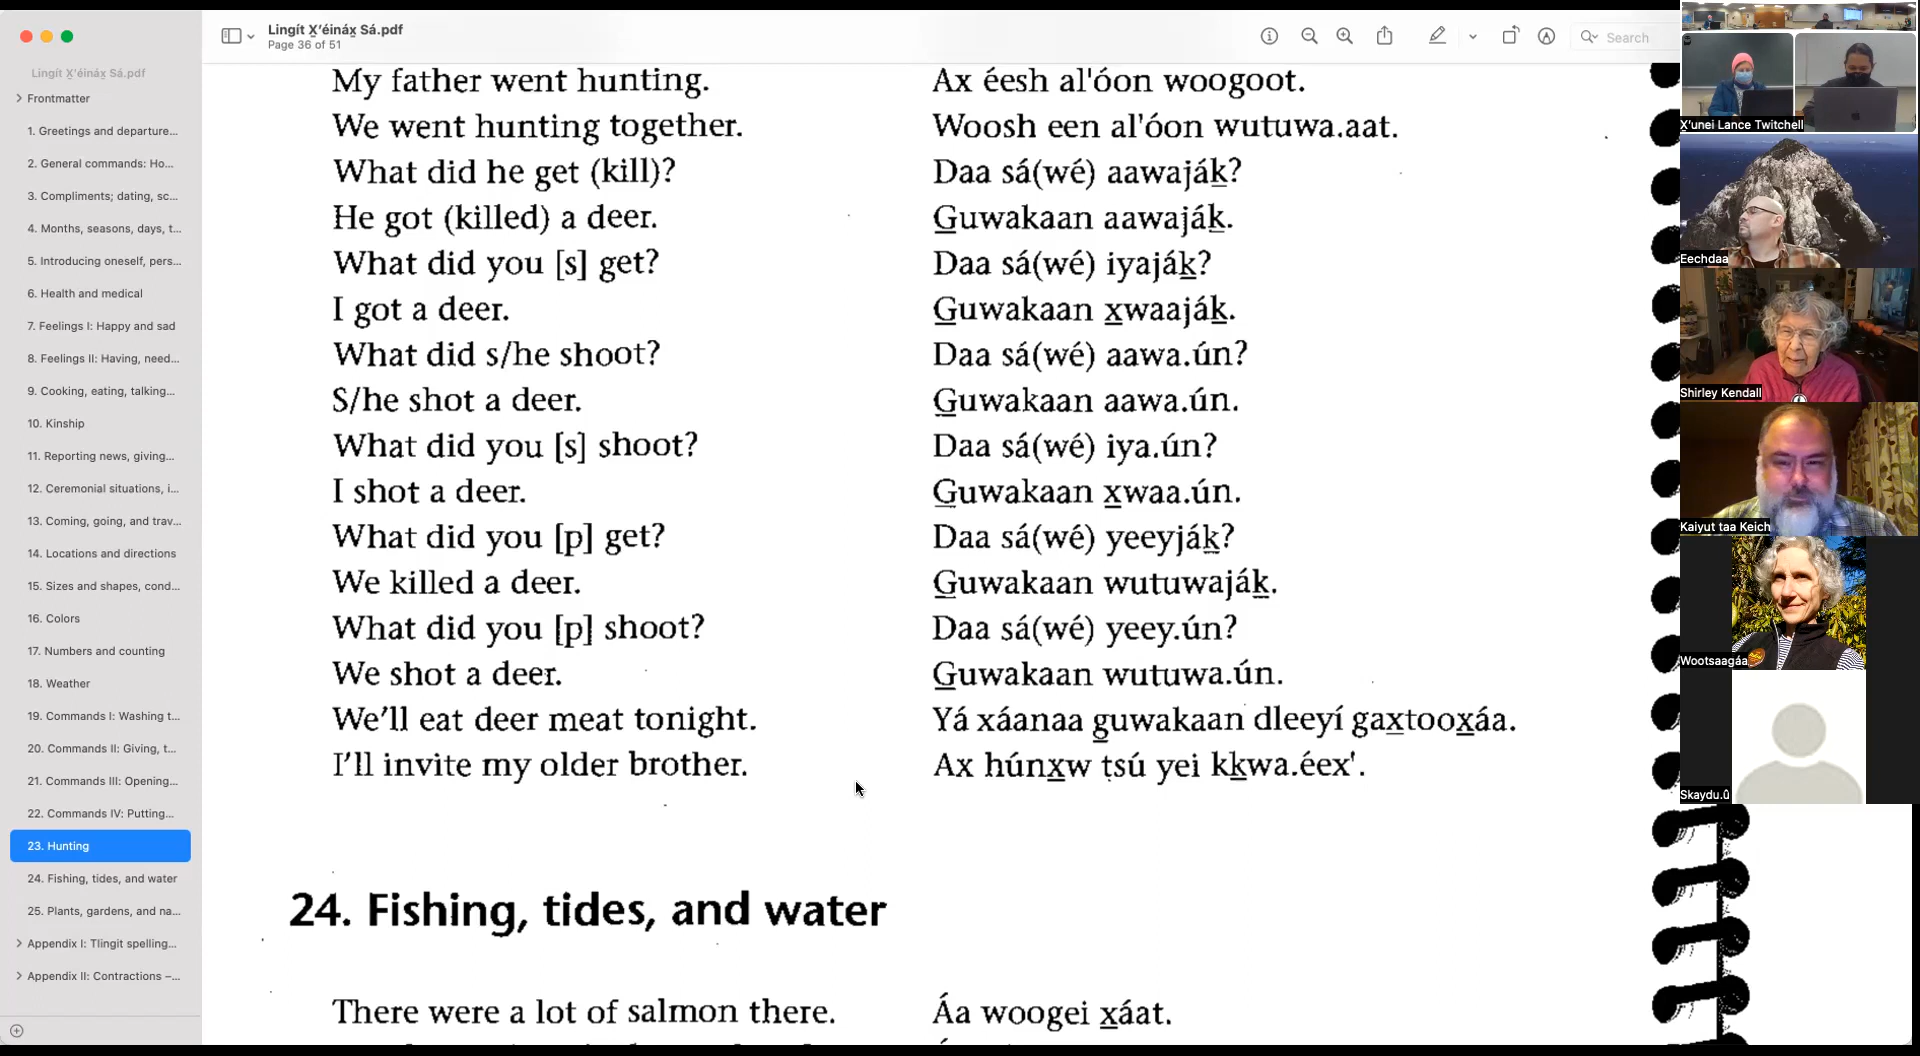 Lingít X̱'éináx̱ Sá.pdf
Page 36 of 51
Search
Lingít X̱'éináx̱ Sá.pdf
Frontmatter
1. Greetings and departure...
2. General commands: Ho...
3. Compliments; dating, sc...
4. Months, seasons, days, t...
5. Introducing oneself, pers...
6. Health and medical
7. Feelings I: Happy and sad
8. Feelings II: Having, need...
9. Cooking, eating, talking...
10. Kinship
11. Reporting news, giving...
12. Ceremonial situations, i...
13. Coming, going, and trav...
14. Locations and directions
15. Sizes and shapes, cond...
16. Colors
17. Numbers and counting
18. Weather
19. Commands I: Washing t...
20. Commands II: Giving, t...
21. Commands III: Opening...
22. Commands IV: Putting...
23. Hunting
24. Fishing, tides, and water
25. Plants, gardens, and na...
Appendix I: Tlingit spelling...
Appendix II: Contractions –...
My father went hunting. Ax éesh al'óon woogoot.
We went hunting together. Woosh een al'óon wutuwa.aat.
What did he get (kill)? Daa sá(wé) aawaják̲?
He got (killed) a deer. G̲uwakaan aawaják̲.
What did you [s] get? Daa sá(wé) iyaják̲?
I got a deer. G̲uwakaan x̲waaják̲.
What did s/he shoot? Daa sá(wé) aawa.ún?
S/he shot a deer. G̲uwakaan aawa.ún.
What did you [s] shoot? Daa sá(wé) iya.ún?
I shot a deer. G̲uwakaan x̲waa.ún.
What did you [p] get? Daa sá(wé) yeeyják̲?
We killed a deer. G̲uwakaan wutuwaják̲.
What did you [p] shoot? Daa sá(wé) yeey.ún?
We shot a deer. G̲uwakaan wutuwa.ún.
We'll eat deer meat tonight. Yá xáanaa g̲uwakaan dleeyí gax̲toox̲áa.
I'll invite my older brother. Ax húnx̲w tsú yei kk̲wa.éex'.
24. Fishing, tides, and water
There were a lot of salmon there. Áa woogei x̲áat.
X̱'unei Lance Twitchell
Eechdaa
Shirley Kendall
Kaiyut taa Keich
Wootsaagáa
Skaydu.û